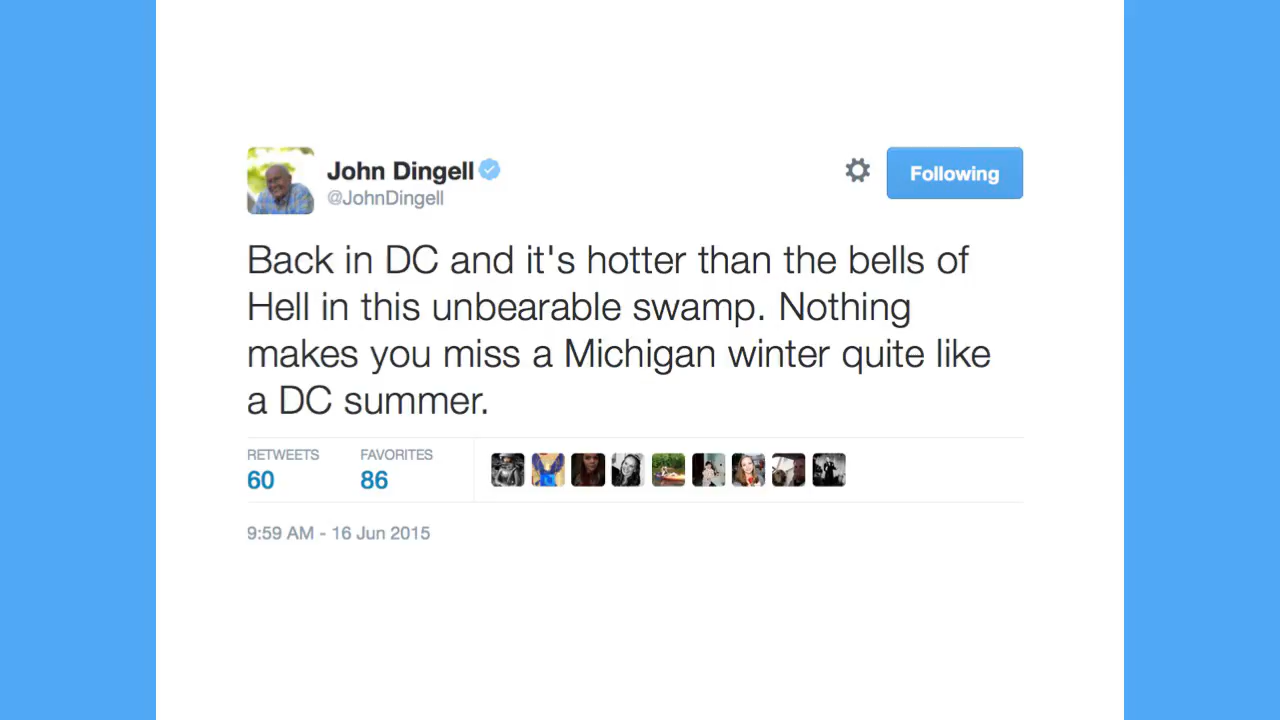 John Dingell
@JohnDingell
Following
Back in DC and it's hotter than the bells of
Hell in this unbearable swamp. Nothing
makes you miss a Michigan winter quite like
a DC summer.
RETWEETS FAVORITES
60 86
9:59 AM - 16 Jun 2015